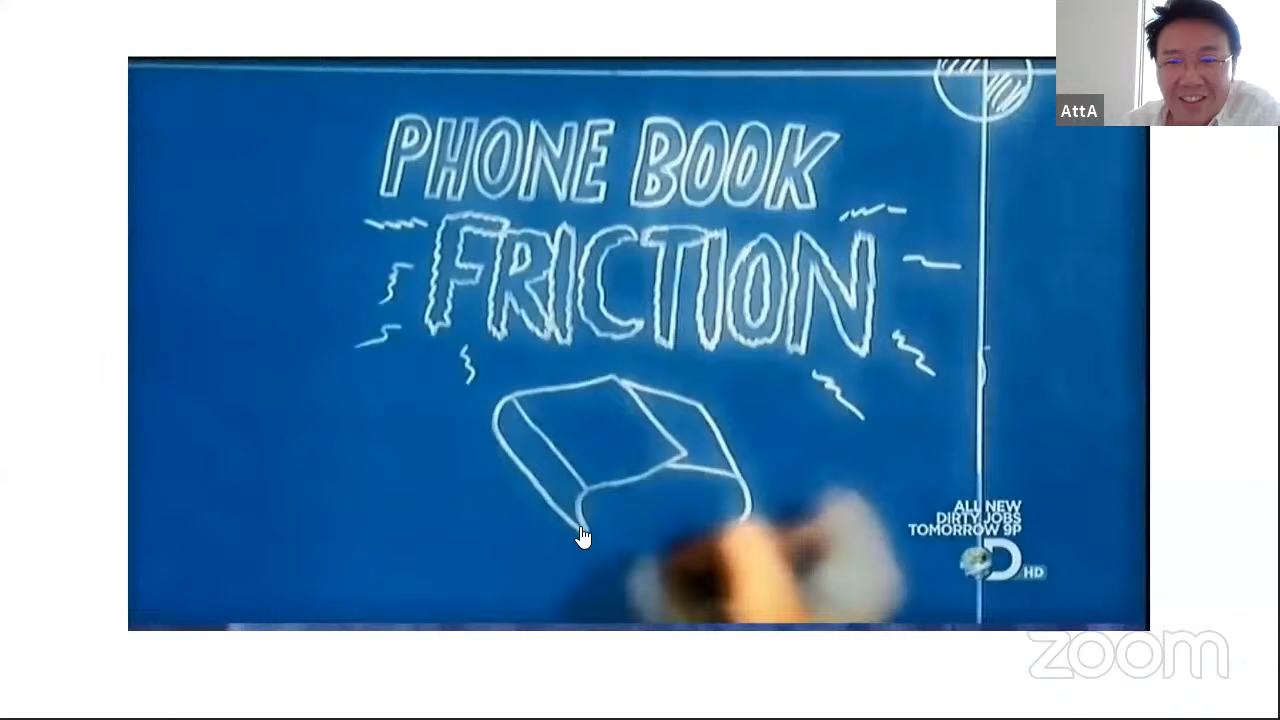 AttA
PHONE BOOK
FRICTION
ALL NEW
DIRTY JOBS
TOMORROW 9P
D HD
zoom